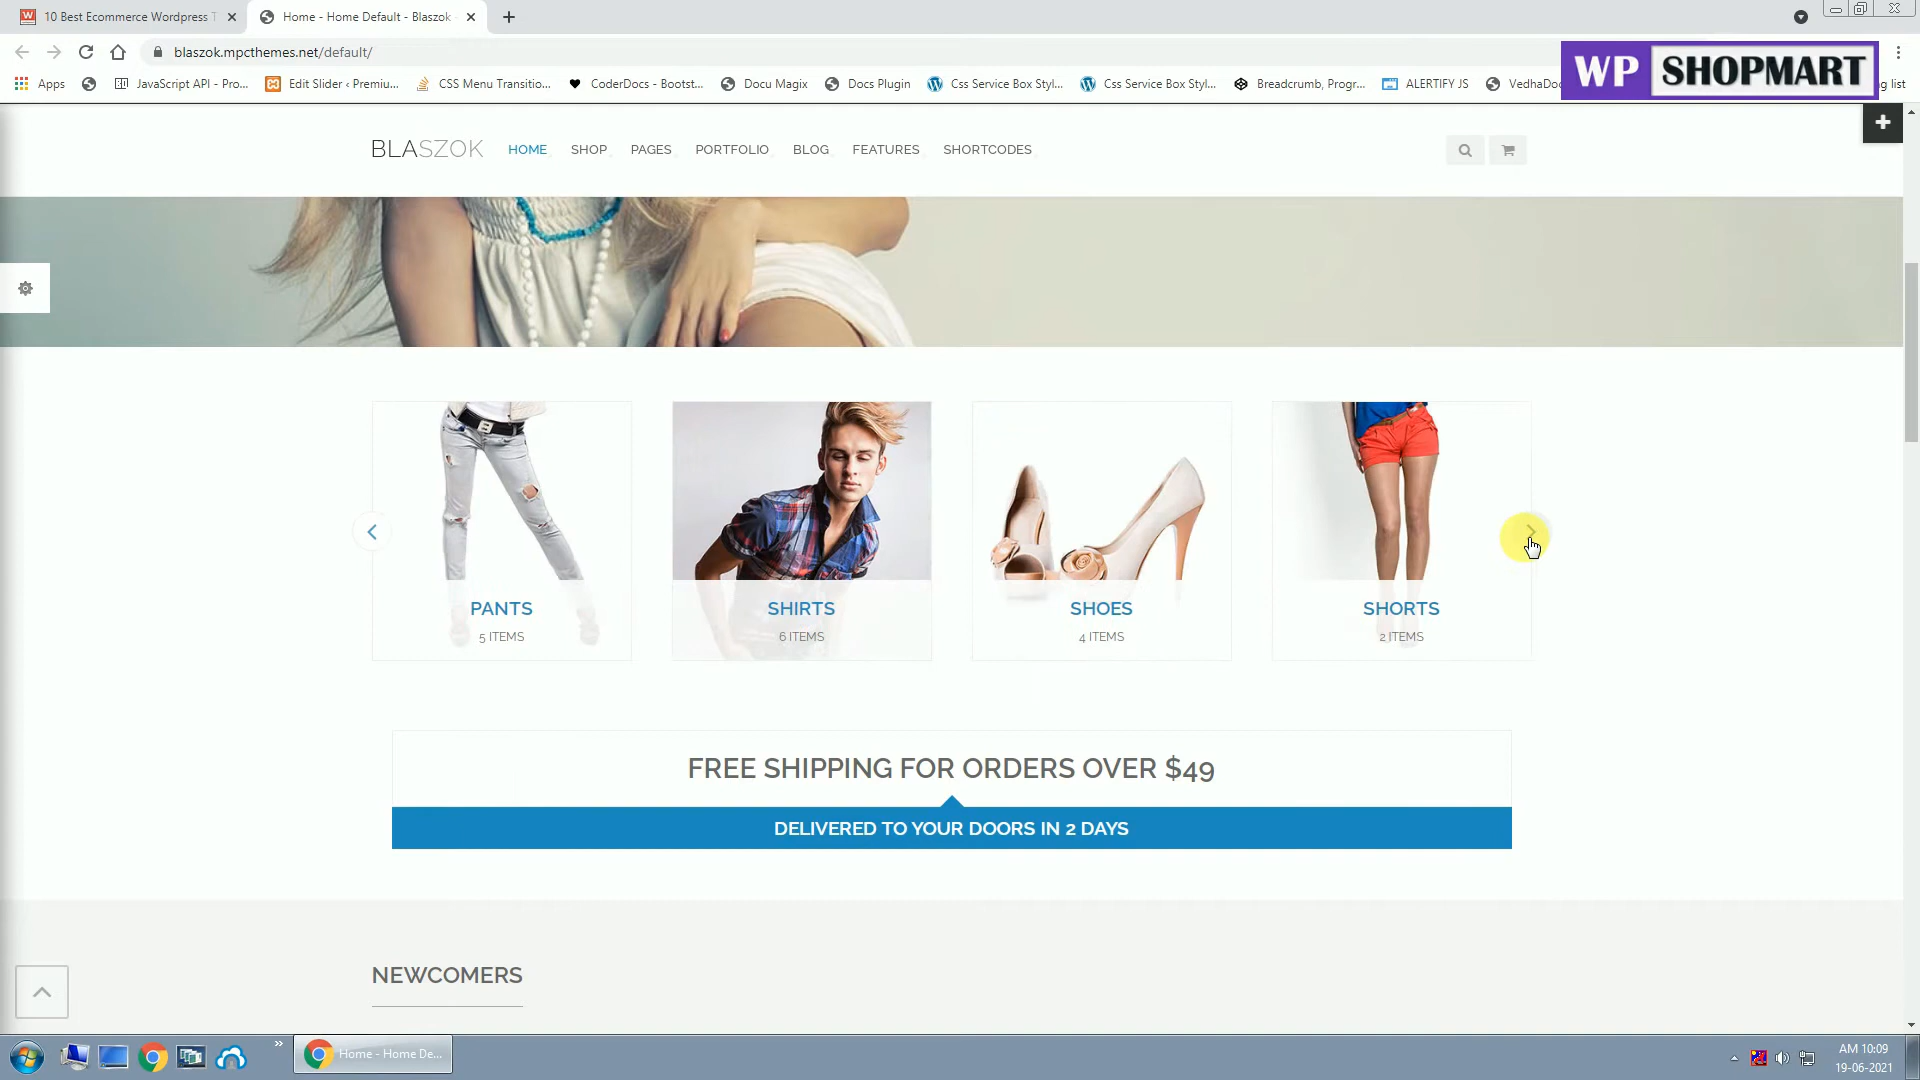 10 Best Ecommerce Wordpress T
Home - Home Default - Blaszok
blaszok.mpcthemes.net/default/
WP SHOPMART
Apps
JavaScript API - Pro...
Edit Slider ‹ Premiu...
CSS Menu Transitio...
CoderDocs - Bootst...
Docu Magix
Docs Plugin
Css Service Box Styl...
Css Service Box Styl...
Breadcrumb, Progr...
ALERTIFY JS
VedhaDoc
g list
BLASZOK
HOME
SHOP
PAGES
PORTFOLIO
BLOG
FEATURES
SHORTCODES
PANTS
5 ITEMS
SHIRTS
6 ITEMS
SHOES
4 ITEMS
SHORTS
2 ITEMS
FREE SHIPPING FOR ORDERS OVER $49
DELIVERED TO YOUR DOORS IN 2 DAYS
NEWCOMERS
Home - Home De...
AM 10:09
19-06-2021